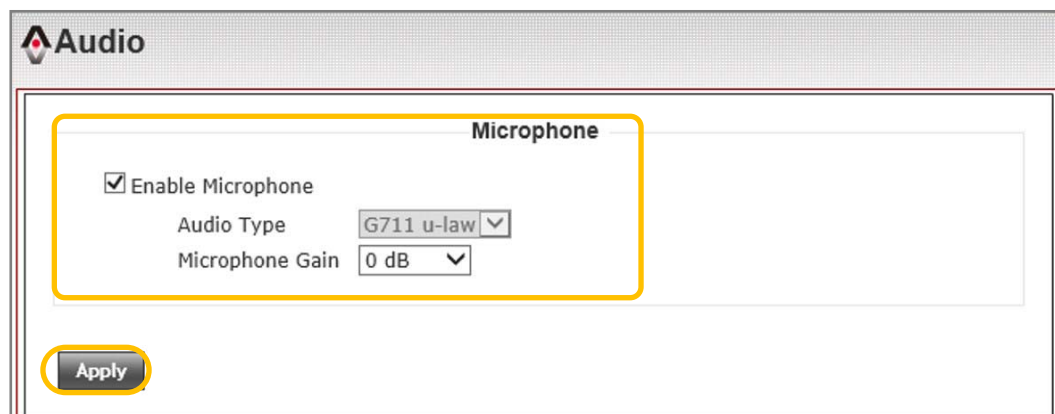 Audio
Microphone
Enable Microphone
Audio Type G711 u-law
Microphone Gain 0 dB
Apply